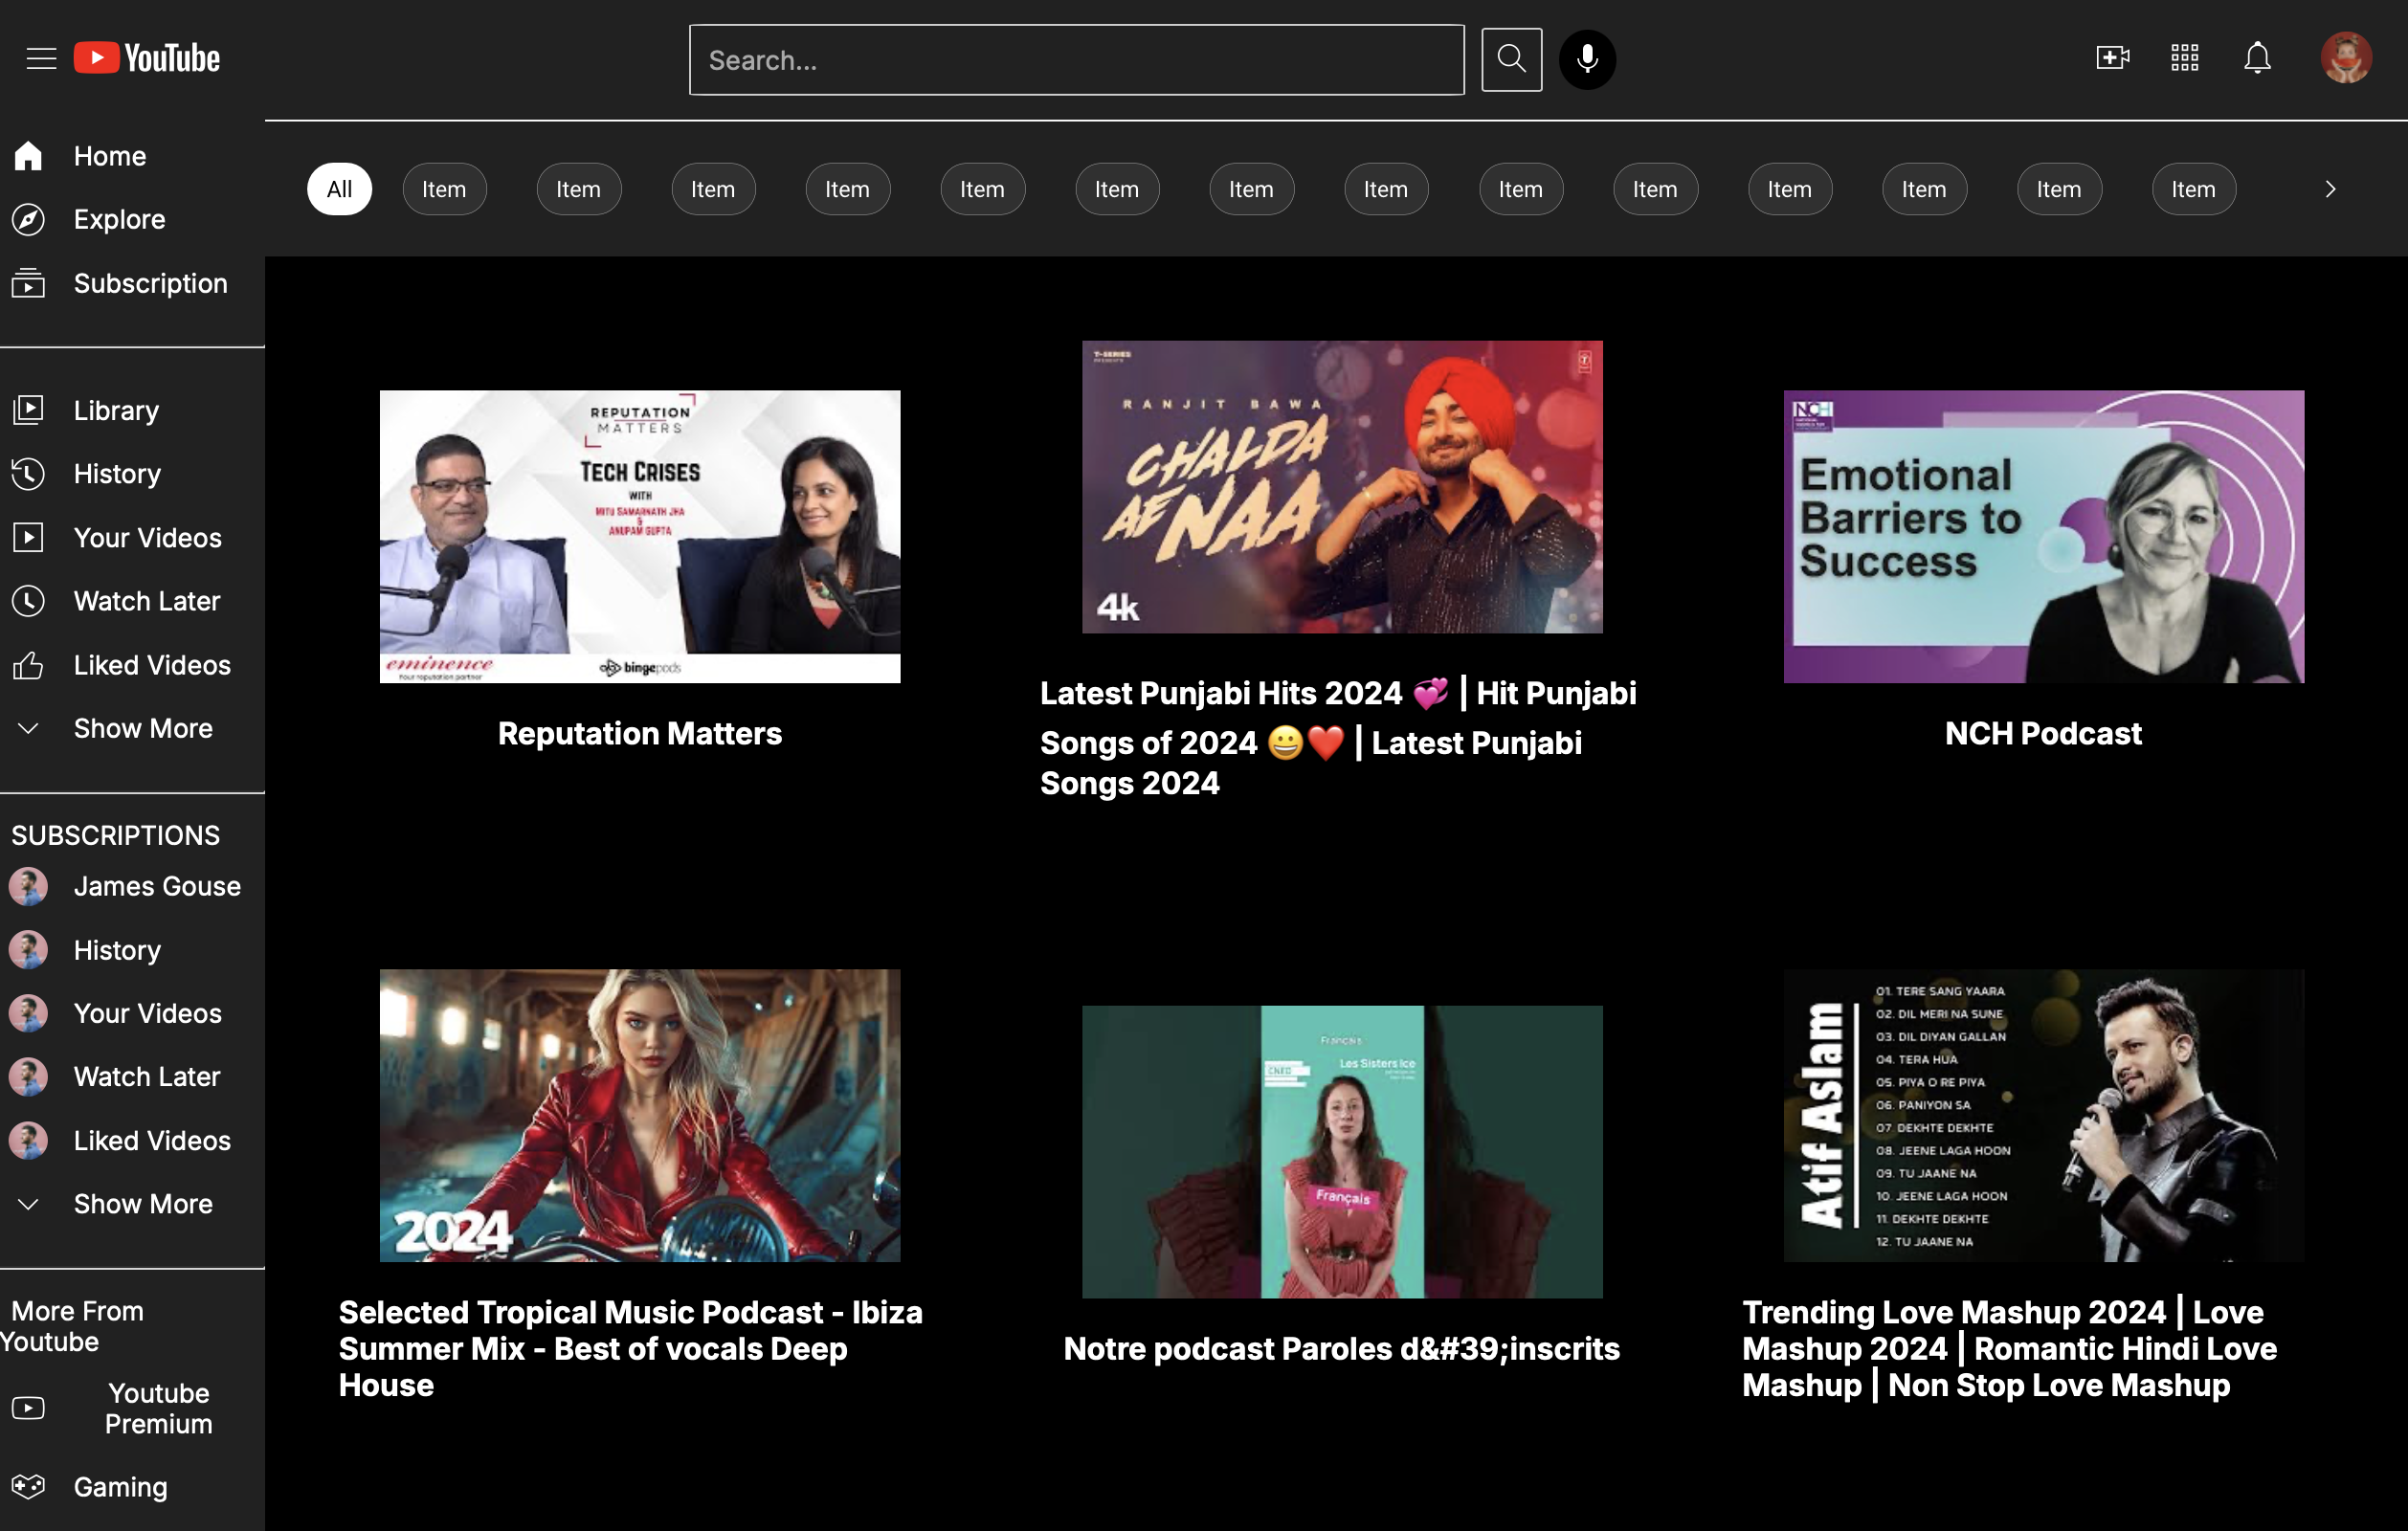 YouTube
Search...
Home
Explore
Subscription
Library
History
Your Videos
Watch Later
Liked Videos
Show More
SUBSCRIPTIONS
James Gouse
History
Your Videos
Watch Later
Liked Videos
Show More
More From
Youtube
Youtube
Premium
Gaming
All Item Item Item Item Item Item Item Item Item Item Item Item Item Item
REPUTATION
MATTERS
TECH CRISES
WITH
MITU SAMARNATH JHA
&
ANUPAM GUPTA
eminence
Your reputation partner
bingepods
Reputation Matters
T-SERIES
PRESENTS
RANJIT BAWA
CHALDA
AE NAA
4k
Latest Punjabi Hits 2024 💞 | Hit Punjabi
Songs of 2024 😀❤️ | Latest Punjabi
Songs 2024
NCH
Emotional
Barriers to
Success
NCH Podcast
2024
Selected Tropical Music Podcast - Ibiza
Summer Mix - Best of vocals Deep
House
Français
CNED
Les Sisters Ice
Français
Notre podcast Paroles d&#39;inscrits
Atif Aslam
01. TERE SANG YAARA
02. DIL MERI NA SUNE
03. DIL DIYAN GALLAN
04. TERA HUA
05. PIYA O RE PIYA
06. PANIYON SA
07. DEKHTE DEKHTE
08. JEENE LAGA HOON
09. TU JAANE NA
10. JEENE LAGA HOON
11. DEKHTE DEKHTE
12. TU JAANE NA
Trending Love Mashup 2024 | Love
Mashup 2024 | Romantic Hindi Love
Mashup | Non Stop Love Mashup